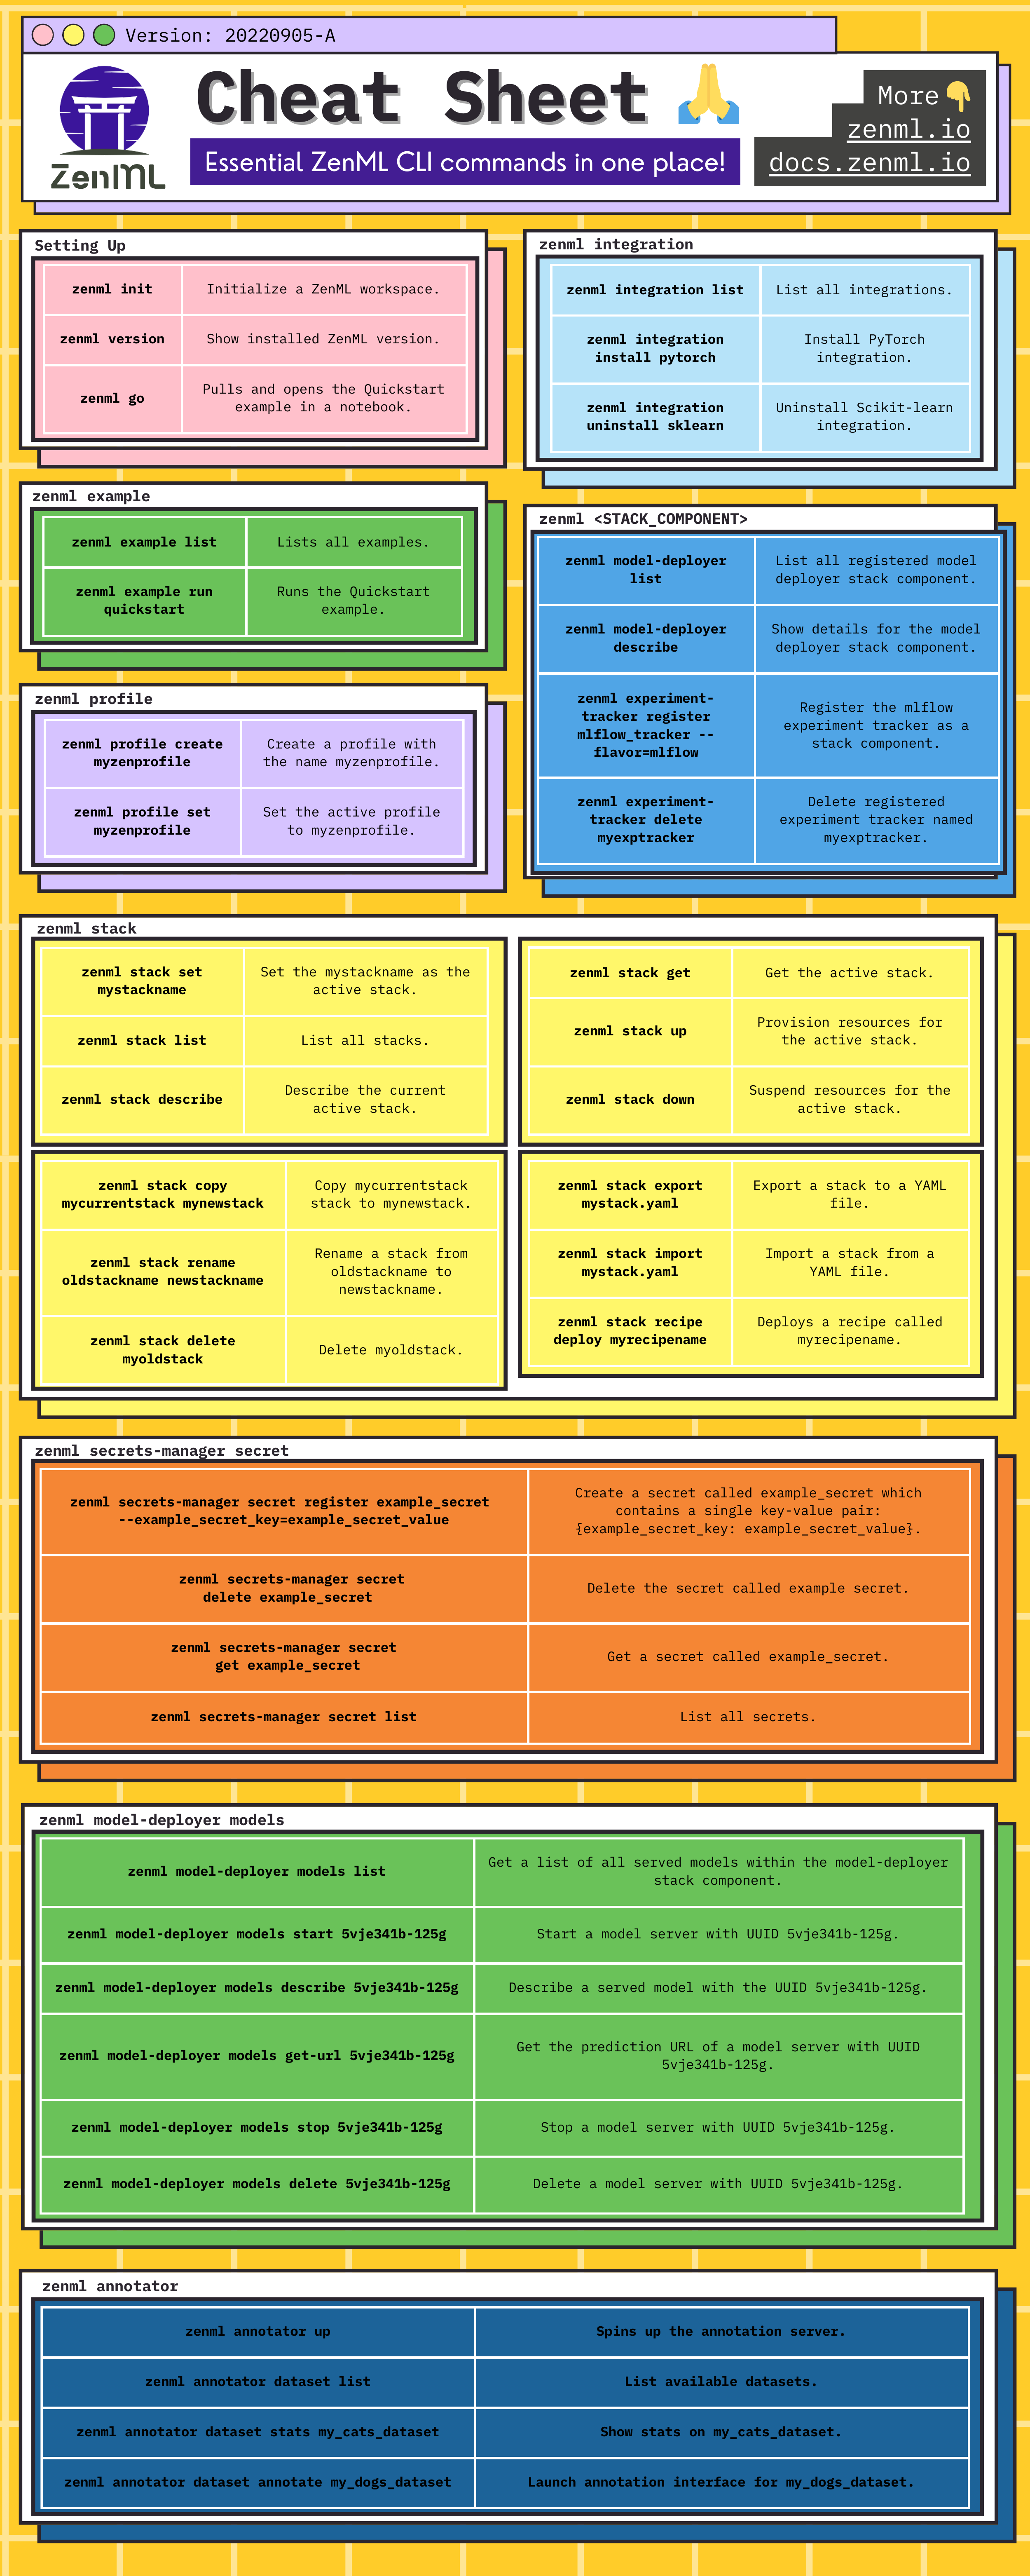 Version: 20220905-A
ZenML
Cheat Sheet
Essential ZenML CLI commands in one place!
More
zenml.io
docs.zenml.io
Setting Up
zenml init
Initialize a ZenML workspace.
zenml version
Show installed ZenML version.
zenml go
Pulls and opens the Quickstart
example in a notebook.
zenml integration
zenml integration list
List all integrations.
zenml integration
install pytorch
Install PyTorch
integration.
zenml integration
uninstall sklearn
Uninstall Scikit-learn
integration.
zenml example
zenml example list
Lists all examples.
zenml example run
quickstart
Runs the Quickstart
example.
zenml <STACK_COMPONENT>
zenml model-deployer
list
List all registered model
deployer stack component.
zenml model-deployer
describe
Show details for the model
deployer stack component.
zenml experiment-
tracker register
mlflow_tracker --
flavor=mlflow
Register the mlflow
experiment tracker as a
stack component.
zenml experiment-
tracker delete
myexptracker
Delete registered
experiment tracker named
myexptracker.
zenml profile
zenml profile create
myzenprofile
Create a profile with
the name myzenprofile.
zenml profile set
myzenprofile
Set the active profile
to myzenprofile.
zenml stack
zenml stack set
mystackname
Set the mystackname as the
active stack.
zenml stack list
List all stacks.
zenml stack describe
Describe the current
active stack.
zenml stack get
Get the active stack.
zenml stack up
Provision resources for
the active stack.
zenml stack down
Suspend resources for the
active stack.
zenml stack copy
mycurrentstack mynewstack
Copy mycurrentstack
stack to mynewstack.
zenml stack rename
oldstackname newstackname
Rename a stack from
oldstackname to
newstackname.
zenml stack delete
myoldstack
Delete myoldstack.
zenml stack export
mystack.yaml
Export a stack to a YAML
file.
zenml stack import
mystack.yaml
Import a stack from a
YAML file.
zenml stack recipe
deploy myrecipename
Deploys a recipe called
myrecipename.
zenml secrets-manager secret
zenml secrets-manager secret register example_secret
--example_secret_key=example_secret_value
Create a secret called example_secret which
contains a single key-value pair:
{example_secret_key: example_secret_value}.
zenml secrets-manager secret
delete example_secret
Delete the secret called example secret.
zenml secrets-manager secret
get example_secret
Get a secret called example_secret.
zenml secrets-manager secret list
List all secrets.
zenml model-deployer models
zenml model-deployer models list
Get a list of all served models within the model-deployer
stack component.
zenml model-deployer models start 5vje341b-125g
Start a model server with UUID 5vje341b-125g.
zenml model-deployer models describe 5vje341b-125g
Describe a served model with the UUID 5vje341b-125g.
zenml model-deployer models get-url 5vje341b-125g
Get the prediction URL of a model server with UUID
5vje341b-125g.
zenml model-deployer models stop 5vje341b-125g
Stop a model server with UUID 5vje341b-125g.
zenml model-deployer models delete 5vje341b-125g
Delete a model server with UUID 5vje341b-125g.
zenml annotator
zenml annotator up
Spins up the annotation server.
zenml annotator dataset list
List available datasets.
zenml annotator dataset stats my_cats_dataset
Show stats on my_cats_dataset.
zenml annotator dataset annotate my_dogs_dataset
Launch annotation interface for my_dogs_dataset.